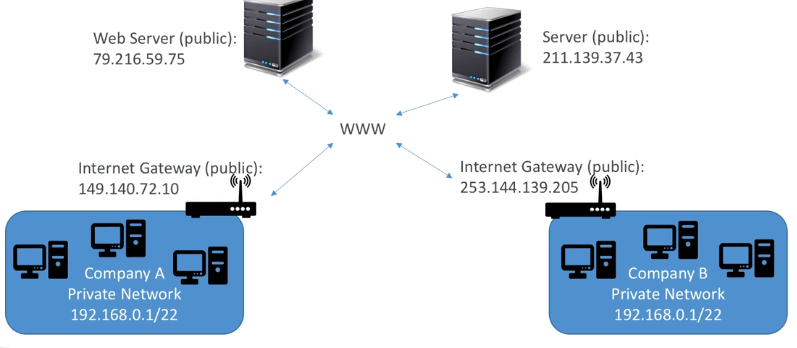 Web Server (public):
79.216.59.75
Server (public):
211.139.37.43
WWW
Internet Gateway (public):
149.140.72.10
Internet Gateway (public):
253.144.139.205
Company A
Private Network
192.168.0.1/22
Company B
Private Network
192.168.0.1/22